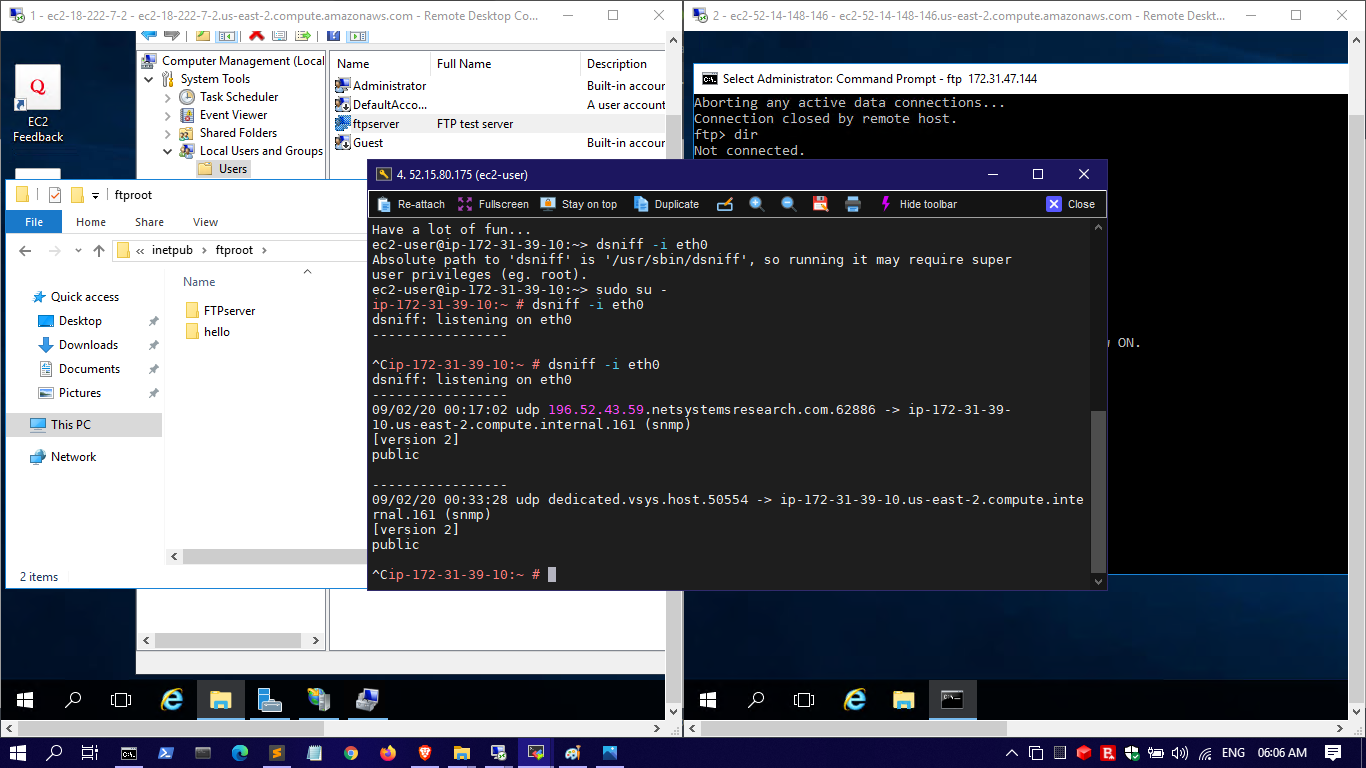 1 - ec2-18-222-7-2 - ec2-18-222-7-2.us-east-2.compute.amazonaws.com - Remote Desktop Co...
2 - ec2-52-14-148-146 - ec2-52-14-148-146.us-east-2.compute.amazonaws.com - Remote Deskt...
EC2
Feedback
Computer Management (Local
System Tools
Task Scheduler
Event Viewer
Shared Folders
Local Users and Groups
Users
Name Full Name Description
Administrator Built-in accour
DefaultAcco... A user account
ftpserver FTP test server
Guest Built-in accour
Select Administrator: Command Prompt - ftp 172.31.47.144
Aborting any active data connections...
Connection closed by remote host.
ftp> dir
Not connected.
ON.
ftproot
File Home Share View
« inetpub › ftproot ›
Name
Quick access
Desktop
Downloads
Documents
Pictures
This PC
Network
FTPserver
hello
2 items
4. 52.15.80.175 (ec2-user)
Re-attach Fullscreen Stay on top Duplicate Hide toolbar Close
Have a lot of fun...
ec2-user@ip-172-31-39-10:~> dsniff -i eth0
Absolute path to 'dsniff' is '/usr/sbin/dsniff', so running it may require super
user privileges (eg. root).
ec2-user@ip-172-31-39-10:~> sudo su -
ip-172-31-39-10:~ # dsniff -i eth0
dsniff: listening on eth0
-----------------
^Cip-172-31-39-10:~ # dsniff -i eth0
dsniff: listening on eth0
-----------------
09/02/20 00:17:02 udp 196.52.43.59.netsystemsresearch.com.62886 -> ip-172-31-39-
10.us-east-2.compute.internal.161 (snmp)
[version 2]
public
-----------------
09/02/20 00:33:28 udp dedicated.vsys.host.50554 -> ip-172-31-39-10.us-east-2.compute.inte
rnal.161 (snmp)
[version 2]
public
^Cip-172-31-39-10:~ #
ENG 06:06 AM